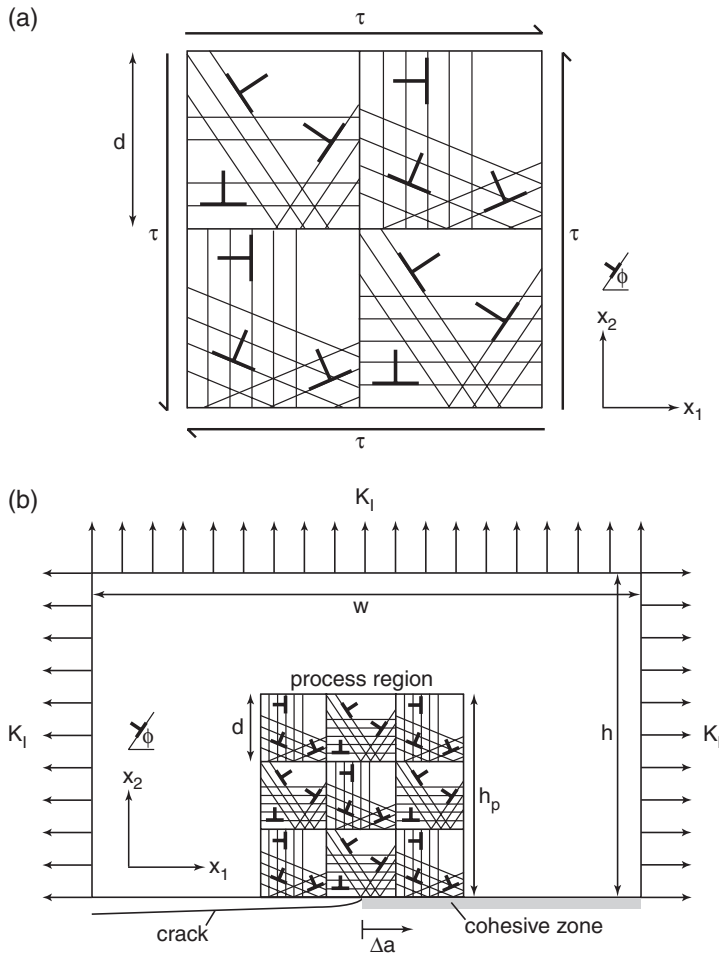 (a)
τ
d
τ
τ
ϕ
x2
x1
τ
(b)
KI
w
process region
d
h
KI
KI
ϕ
x2
hp
x1
crack
cohesive zone
Δa